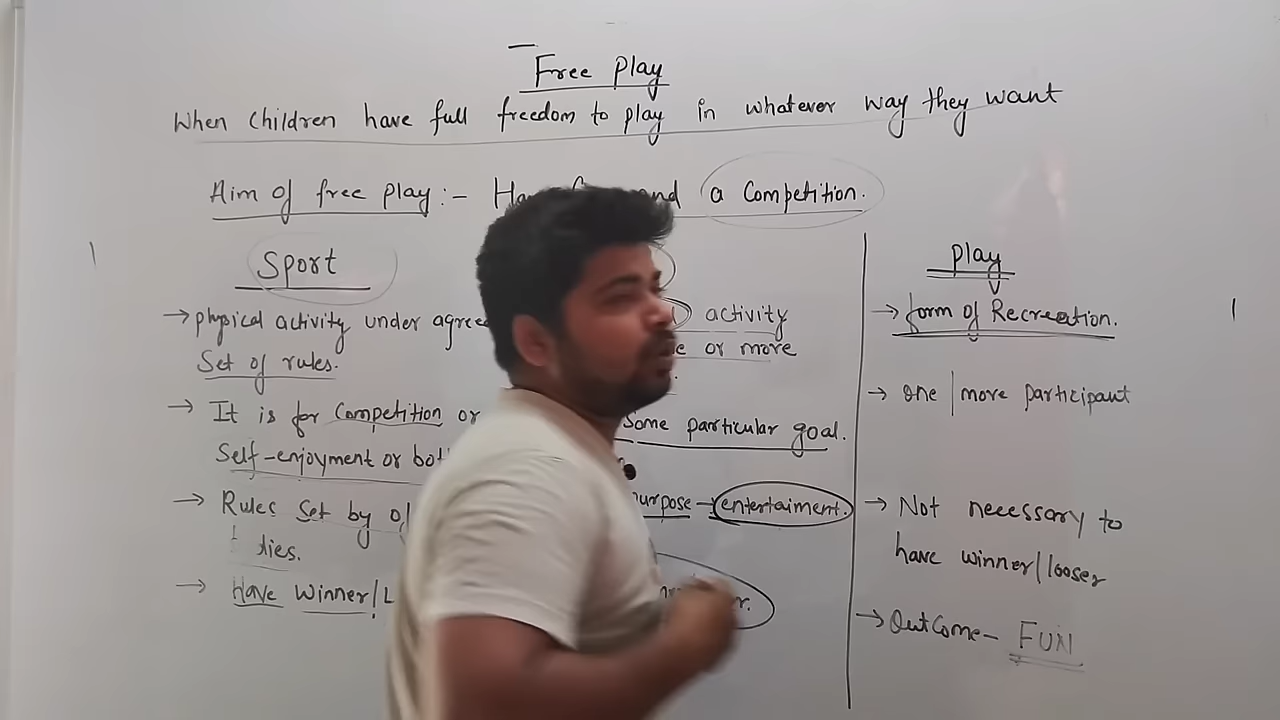 Free play
When children have full freedom to play in whatever way they want
Aim of free play :- and a Competition.
Sport
→ physical activity under agree
Set of rules.
→ It is for Competition or
Self-enjoyment or bot
→ Rules Set by of
ties.
→ Have Winner/L
activity
or more
Some particular goal.
urpose → entertaiment.
play
→ form of Recreation.
→ one | more participant
→ Not necessary to
have winner/looser
→ Outcome - FUN